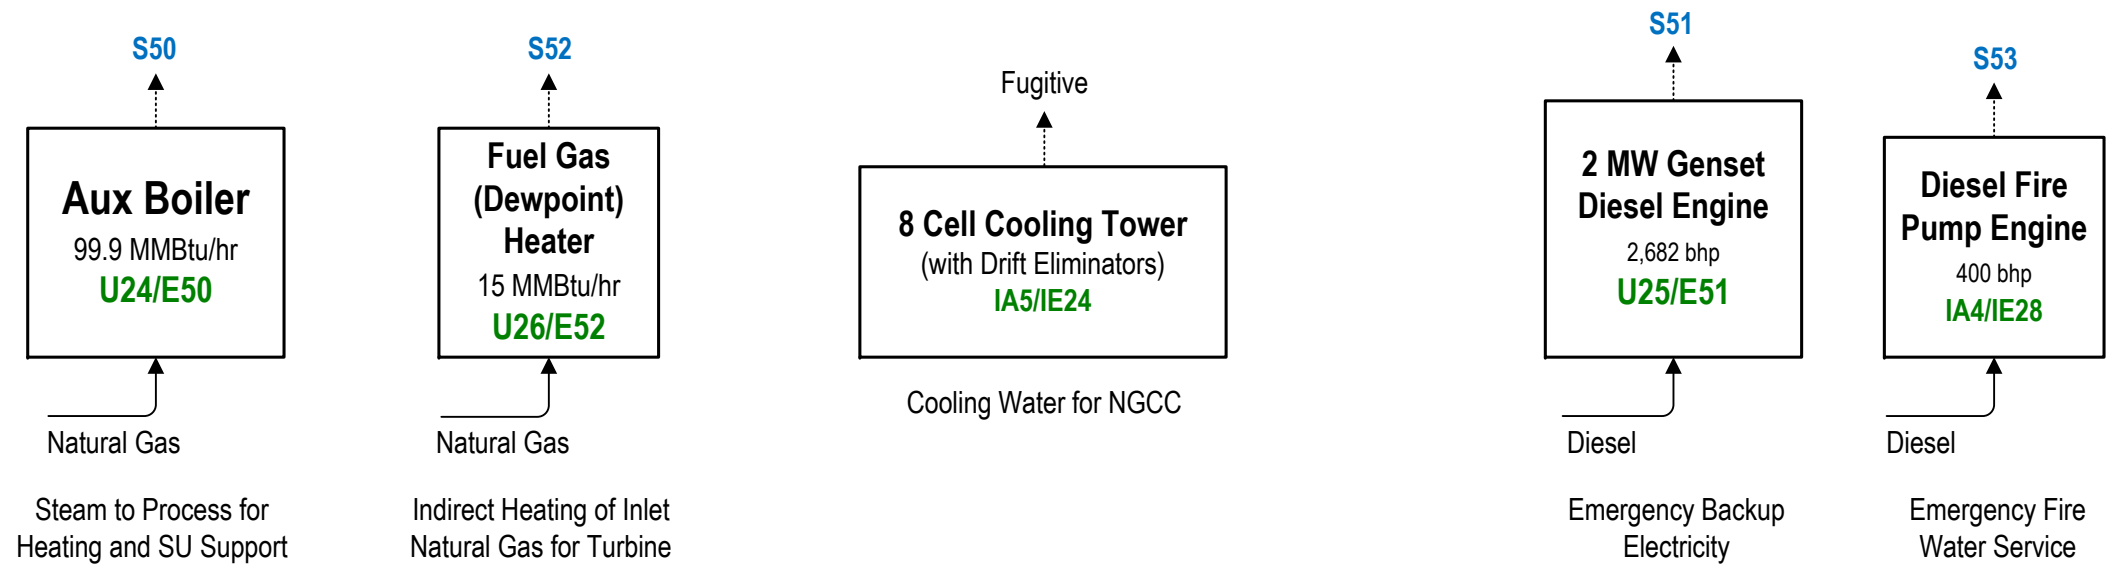 S50
Aux Boiler
99.9 MMBtu/hr
U24/E50
Natural Gas
Steam to Process for
Heating and SU Support
S52
Fuel Gas
(Dewpoint)
Heater
15 MMBtu/hr
U26/E52
Natural Gas
Indirect Heating of Inlet
Natural Gas for Turbine
Fugitive
8 Cell Cooling Tower
(with Drift Eliminators)
IA5/IE24
Cooling Water for NGCC
S51
2 MW Genset
Diesel Engine
2,682 bhp
U25/E51
Diesel
Emergency Backup
Electricity
S53
Diesel Fire
Pump Engine
400 bhp
IA4/IE28
Diesel
Emergency Fire
Water Service